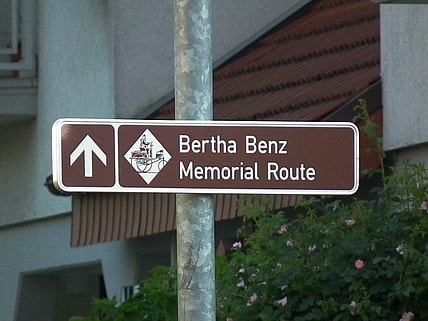 Bertha Benz
Memorial Route